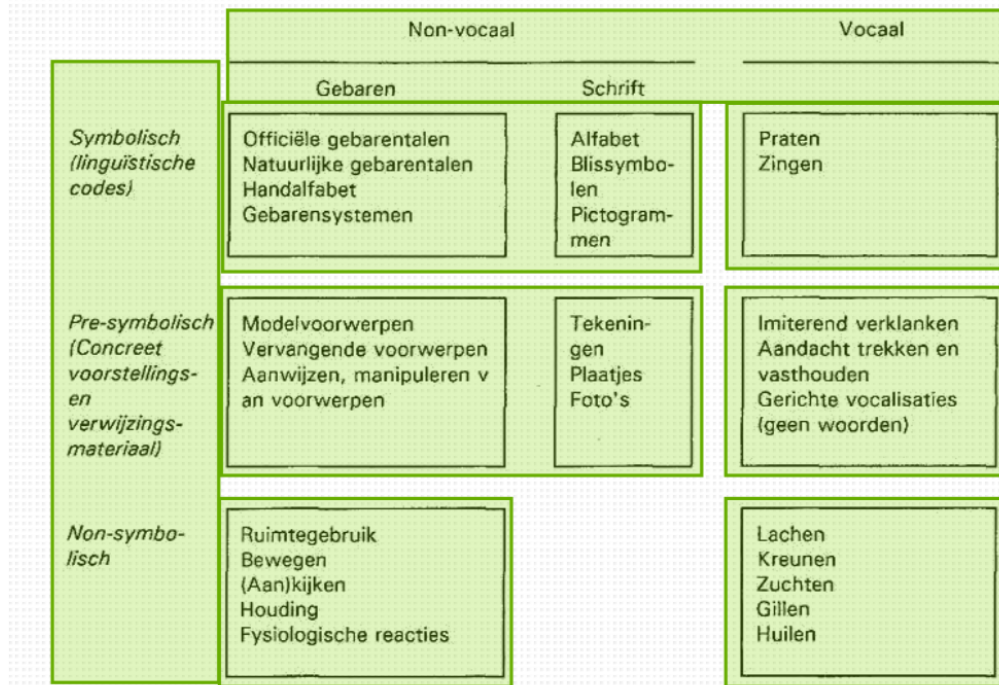 Non-vocaal Vocaal
Gebaren Schrift
Symbolisch
(linguïstische
codes)
Officiële gebarentalen
Natuurlijke gebarentalen
Handalfabet
Gebarensystemen
Alfabet
Blissymbo-
len
Pictogram-
men
Praten
Zingen
Pre-symbolisch
(Concreet
voorstellings-
en
verwijzings-
materiaal)
Modelvoorwerpen
Vervangende voorwerpen
Aanwijzen, manipuleren v
an voorwerpen
Tekenin-
gen
Plaatjes
Foto's
Imiterend verklanken
Aandacht trekken en
vasthouden
Gerichte vocalisaties
(geen woorden)
Non-symbo-
lisch
Ruimtegebruik
Bewegen
(Aan)kijken
Houding
Fysiologische reacties
Lachen
Kreunen
Zuchten
Gillen
Huilen